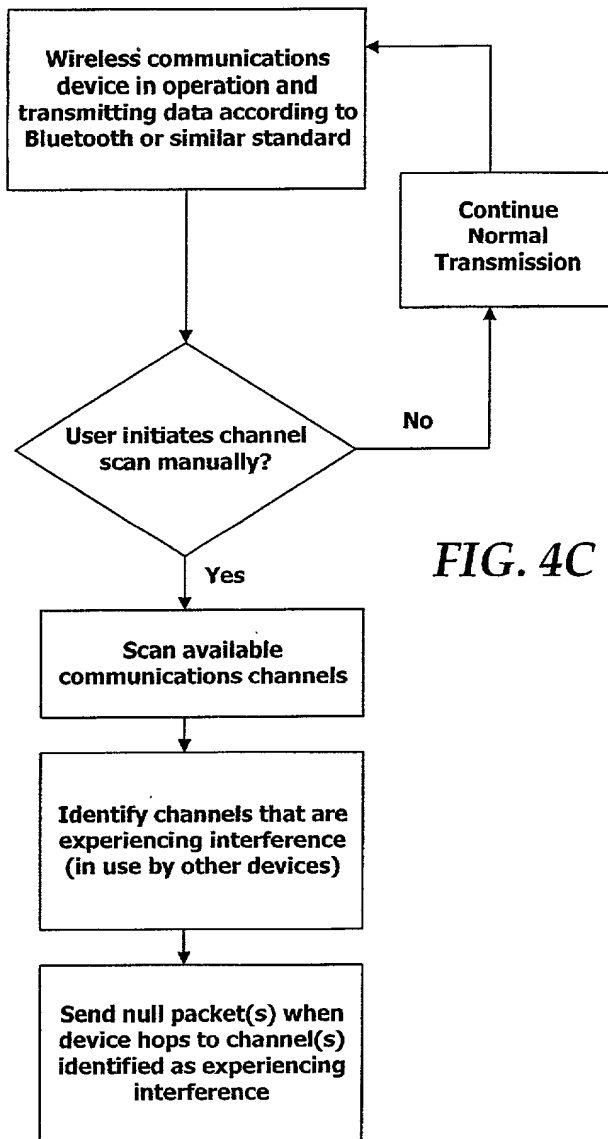 Wireless communications
device in operation and
transmitting data according to
Bluetooth or similar standard
Continue
Normal
Transmission
User initiates channel
scan manually?
No
Yes
FIG. 4C
Scan available
communications channels
Identify channels that are
experiencing interference
(in use by other devices)
Send null packet(s) when
device hops to channel(s)
identified as experiencing
interference